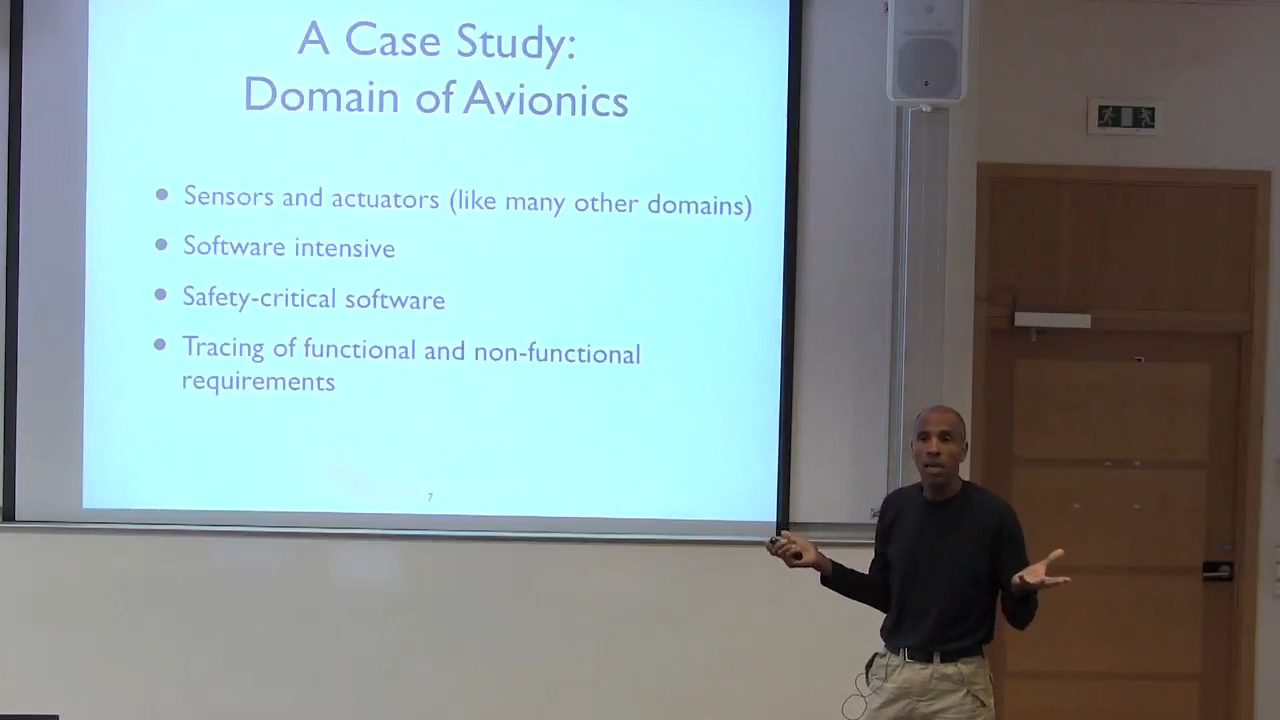 A Case Study:
Domain of Avionics
• Sensors and actuators (like many other domains)
• Software intensive
• Safety-critical software
• Tracing of functional and non-functional
requirements
7